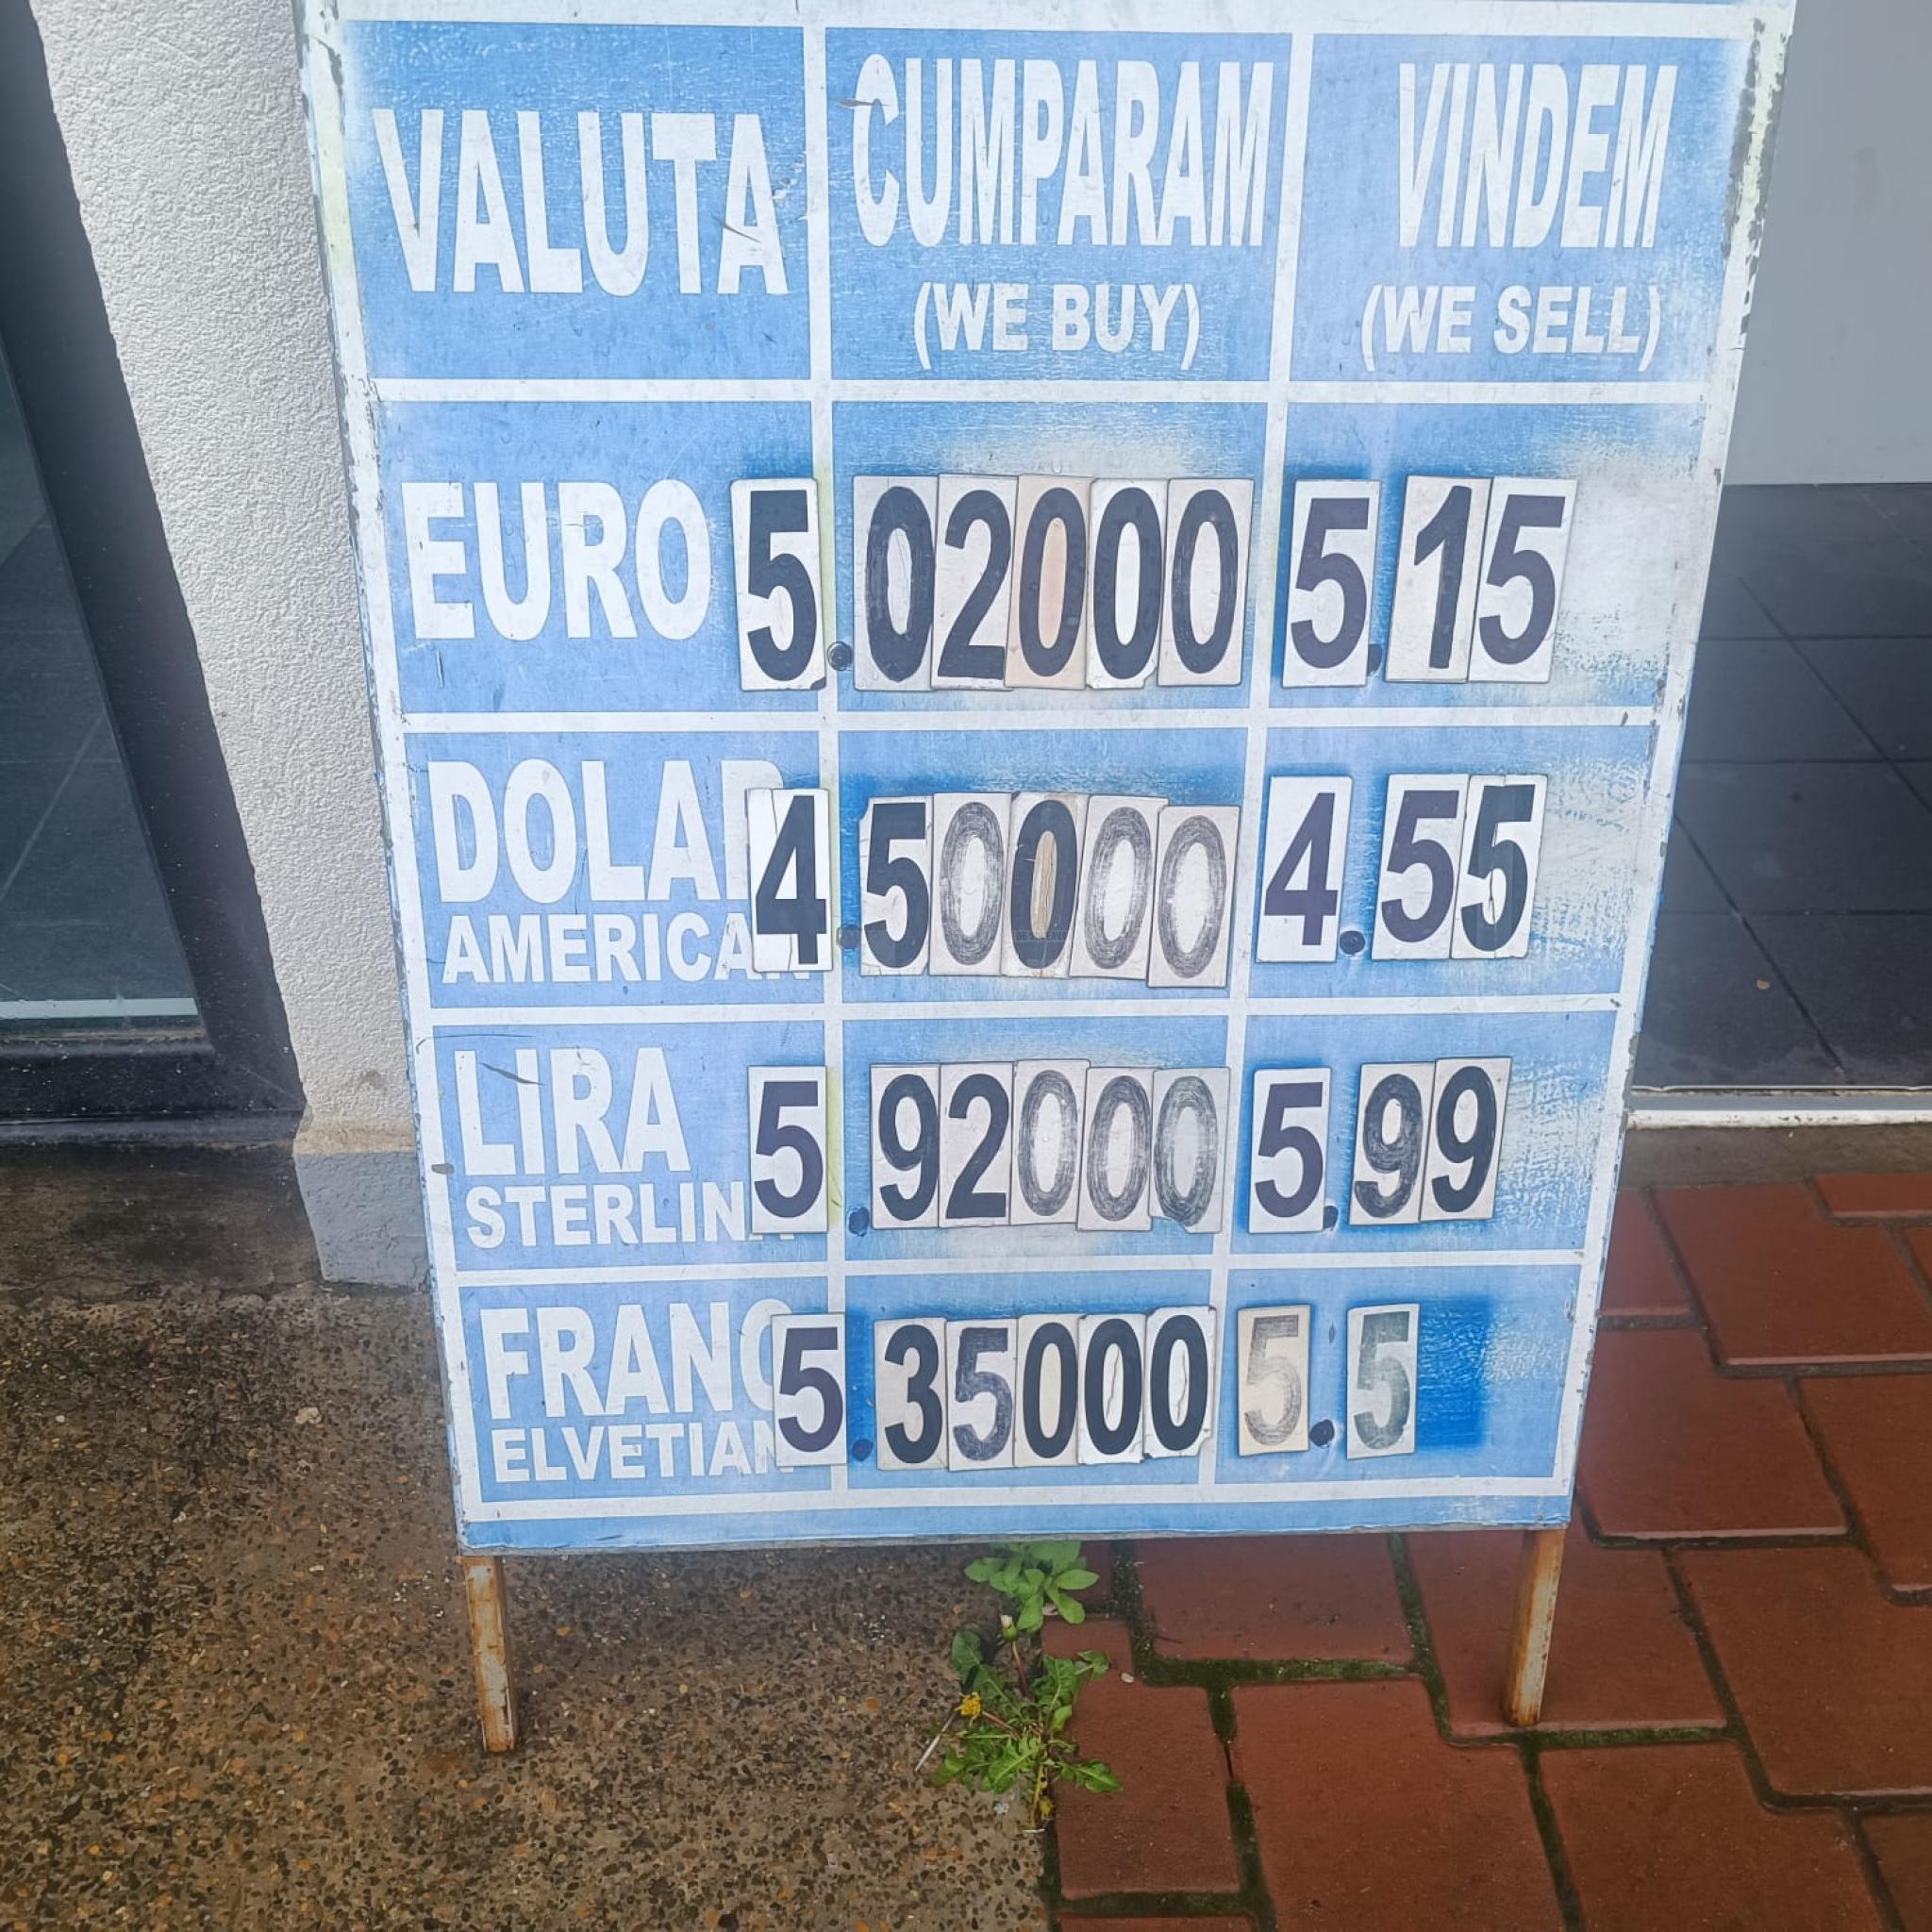 VALUTA CUMPARAM VINDEM
(WE BUY) (WE SELL)
EURO 5.02000 5.15
DOLAR 4.50000 4.55
AMERICAN
LIRA 5.92000 5.99
STERLINA
FRANC 5.35000 5.5
ELVETIAN